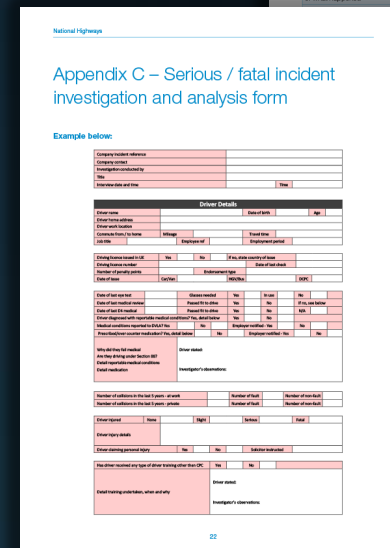 National Highways
Appendix C – Serious / fatal incident
investigation and analysis form
Example below:
Company incident reference
Company contact
Investigation conducted by
Title
Interview date and time Time
Driver Details
Driver name Date of birth Age
Driver home address
Driver work location
Commute from / to home Mileage Travel time
Job title Employee ref Employment period
Driving licence issued in UK Yes No If no, state country of issue
Driving licence number Date of last check
Number of penalty points Endorsement type
Date of issue Car/Van HGV/Bus DCPC
Date of last eye test Glasses needed Yes In use No
Date of last medical review Passed fit to drive Yes No If no, see below
Date of last D4 medical Passed fit to drive Yes No N/A
Driver diagnosed with reportable medical conditions? Yes, detail below Yes No
Medical conditions reported to DVLA? Yes No Employer notified - Yes No
Prescribed/over counter medication? Yes, detail below No Employer notified - Yes No
Why did they fail medical Driver stated:
Are they driving under Section 88?
Detail reportable medical conditions
Detail medication Investigator's observations:
Number of collisions in the last 3 years - at work Number of fault Number of non-fault
Number of collisions in the last 3 years - private Number of fault Number of non-fault
Driver injured None Slight Serious Fatal
Driver injury details
Driver claiming personal injury Yes No Solicitor instructed
Has driver received any type of driver training other than CPC Yes No
Driver stated:
Detail training undertaken, when and why
Investigator's observations:
22